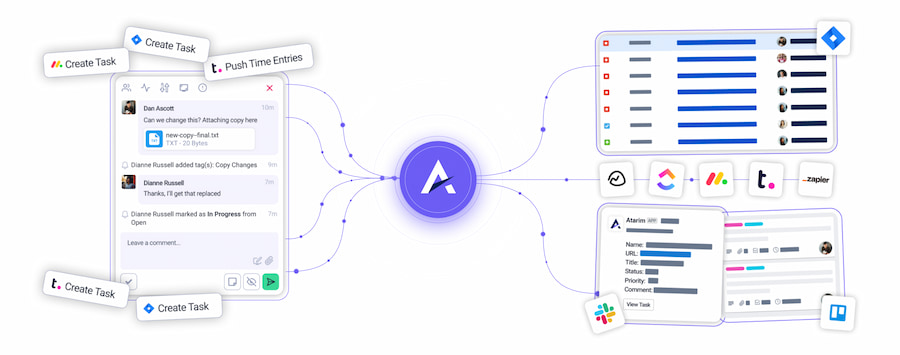 Create Task
Create Task
Push Time Entries
Dan Ascott 10m
Can we change this? Attaching copy here
new-copy-final.txt
TXT - 20 Bytes
Dianne Russell added tag(s): Copy Changes 9m
Dianne Russell 7m
Thanks, I'll get that replaced
Dianne Russell marked as In Progress from 7m
Open
Leave a comment...
Create Task
Create Task
t.
zapier
Atarim APP
Name:
URL:
Title:
Status:
Priority:
Comment:
View Task